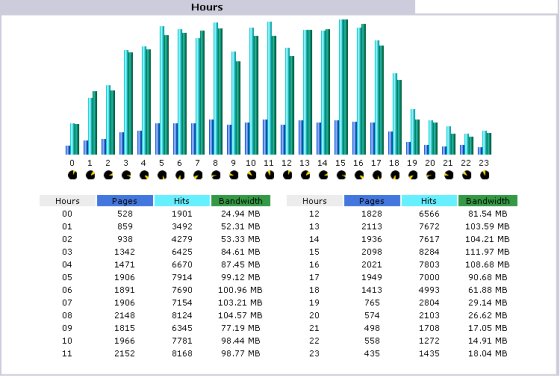 Hours
0 1 2 3 4 5 6 7 8 9 10 11 12 13 14 15 16 17 18 19 20 21 22 23
Hours Pages Hits Bandwidth Hours Pages Hits Bandwidth
00 528 1901 24.94 MB 12 1828 6566 81.54 MB
01 859 3492 52.31 MB 13 2113 7672 103.59 MB
02 938 4279 53.33 MB 14 1936 7617 104.21 MB
03 1342 6425 84.61 MB 15 2098 8284 111.97 MB
04 1471 6670 87.45 MB 16 2021 7803 108.68 MB
05 1906 7914 99.12 MB 17 1949 7000 90.68 MB
06 1891 7690 100.96 MB 18 1413 4993 61.88 MB
07 1906 7154 103.21 MB 19 765 2804 29.14 MB
08 2148 8124 104.57 MB 20 574 2103 26.62 MB
09 1815 6345 77.19 MB 21 498 1708 17.05 MB
10 1966 7781 98.44 MB 22 558 1272 14.91 MB
11 2152 8168 98.77 MB 23 435 1435 18.04 MB